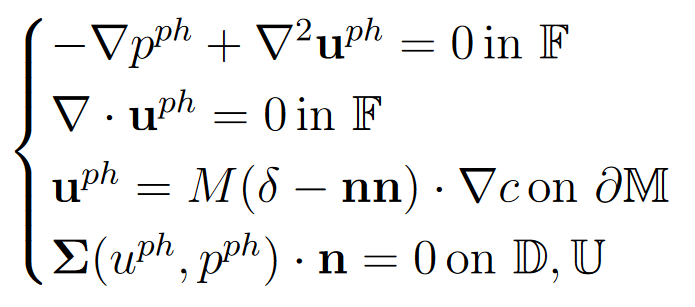 −∇p^{ph} + ∇²𝐮^{ph} = 0 in 𝔽
∇ · 𝐮^{ph} = 0 in 𝔽
𝐮^{ph} = M(δ − 𝐧𝐧) · ∇c on ∂𝕄
𝚺(u^{ph}, p^{ph}) · 𝐧 = 0 on 𝔻, 𝕌